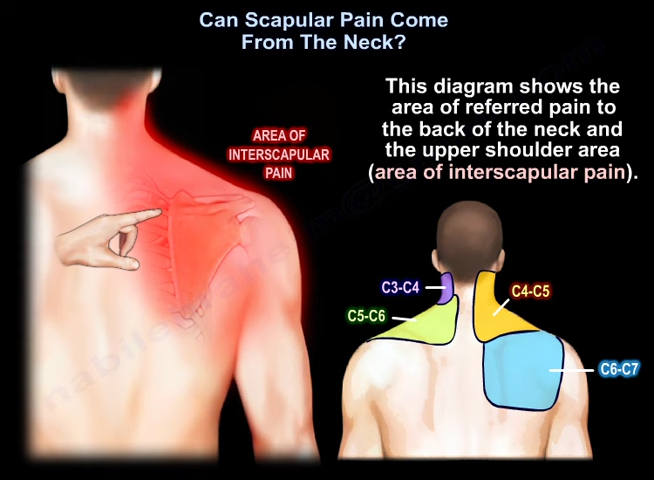 Can Scapular Pain Come
From The Neck?
This diagram shows the
area of referred pain to
the back of the neck and
the upper shoulder area
(area of interscapular pain).
AREA OF
INTERSCAPULAR
PAIN
C3-C4
C4-C5
C5-C6
C6-C7